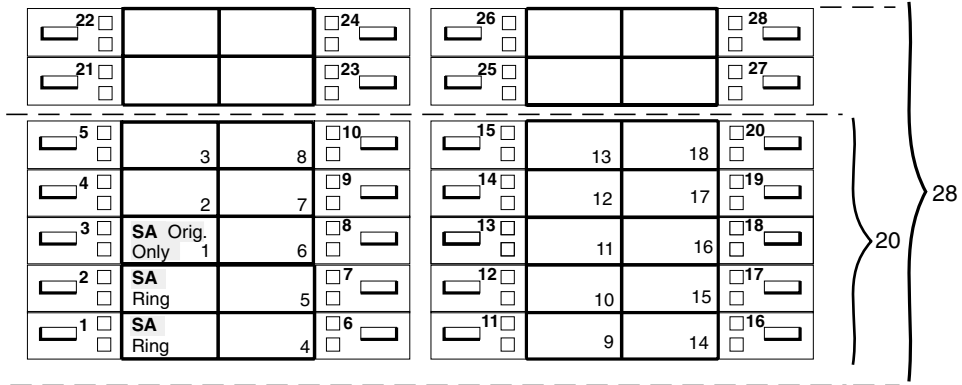 22 24 26 28
21 23 25 27
5 3 8 10 15 13 18 20
4 2 7 9 14 12 17 19
3 SA Orig. 8 13 18
Only 1 6 11 16
2 SA 7 12 17
Ring 5 10 15
1 SA 6 11 16
Ring 4 9 14
20
28